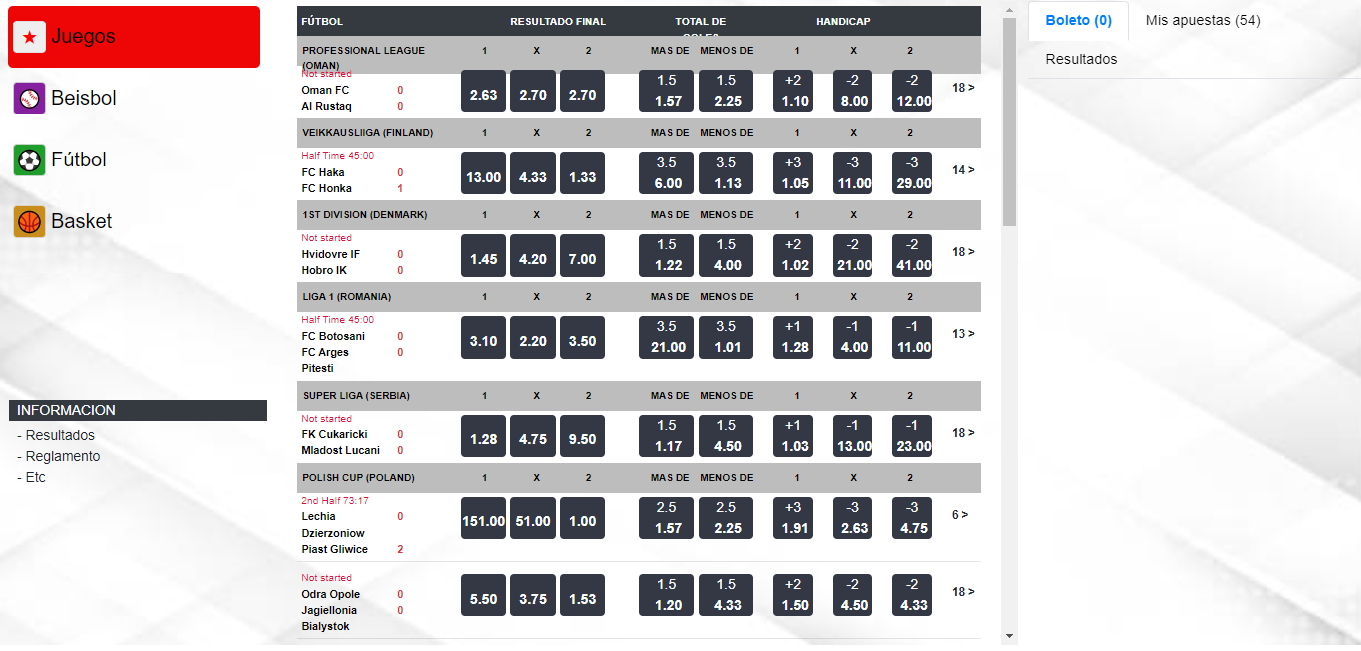 Juegos
Beisbol
Fútbol
Basket
INFORMACION
- Resultados
- Reglamento
- Etc
FÚTBOL RESULTADO FINAL TOTAL DE HANDICAP
PROFESSIONAL LEAGUE 1 X 2 MAS DE MENOS DE 1 X 2
(OMAN)
Not started
1.5 1.5 +2 -2 -2
Oman FC 0 2.63 2.70 2.70 18 >
Al Rustaq 0 1.57 2.25 1.10 8.00 12.00
VEIKKAUSLIIGA (FINLAND) 1 X 2 MAS DE MENOS DE 1 X 2
Half Time 45:00
3.5 3.5 +3 -3 -3
FC Haka 0 13.00 4.33 1.33 14 >
FC Honka 1 6.00 1.13 1.05 11.00 29.00
1ST DIVISION (DENMARK) 1 X 2 MAS DE MENOS DE 1 X 2
Not started
1.5 1.5 +2 -2 -2
Hvidovre IF 0 1.45 4.20 7.00 18 >
Hobro IK 0 1.22 4.00 1.02 21.00 41.00
LIGA 1 (ROMANIA) 1 X 2 MAS DE MENOS DE 1 X 2
Half Time 45:00
3.5 3.5 +1 -1 -1
FC Botosani 0 3.10 2.20 3.50 13 >
FC Arges 0 21.00 1.01 1.28 4.00 11.00
Pitesti
SUPER LIGA (SERBIA) 1 X 2 MAS DE MENOS DE 1 X 2
Not started
1.5 1.5 +1 -1 -1
FK Cukaricki 0 1.28 4.75 9.50 18 >
Mladost Lucani 0 1.17 4.50 1.03 13.00 23.00
POLISH CUP (POLAND) 1 X 2 MAS DE MENOS DE 1 X 2
2nd Half 73:17
2.5 2.5 +3 -3 -3
Lechia 0 151.00 51.00 1.00 6 >
Dzierzoniow 1.57 2.25 1.91 2.63 4.75
Piast Gliwice 2
Not started
1.5 1.5 +2 -2 -2
Odra Opole 0 5.50 3.75 1.53 18 >
Jagiellonia 0 1.20 4.33 1.50 4.50 4.33
Bialystok
Boleto (0) Mis apuestas (54)
Resultados